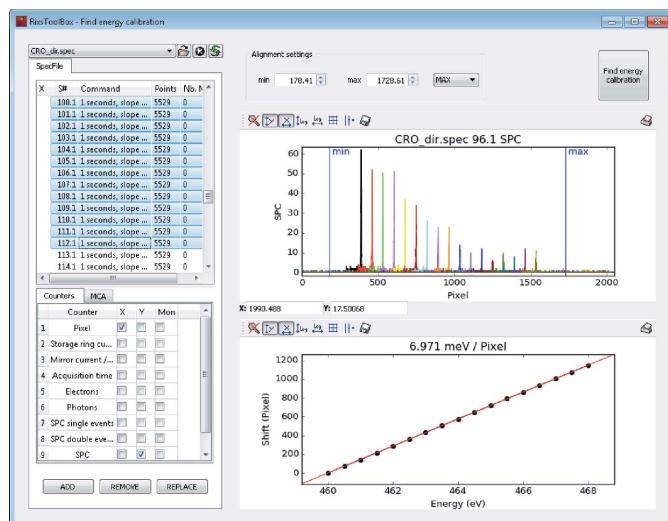 RixsToolBox - Find energy calibration
CRO_dir.spec
SpecFile
X S# Command Points Nb. M
100.1 1 seconds, slope ... 5529 0
101.1 1 seconds, slope ... 5529 0
102.1 1 seconds, slope ... 5529 0
103.1 1 seconds, slope ... 5529 0
104.1 1 seconds, slope ... 5529 0
105.1 1 seconds, slope ... 5529 0
106.1 1 seconds, slope ... 5529 0
107.1 1 seconds, slope ... 5529 0
108.1 1 seconds, slope ... 5529 0
109.1 1 seconds, slope ... 5529 0
110.1 1 seconds, slope ... 5529 0
111.1 1 seconds, slope ... 5529 0
112.1 1 seconds, slope ... 5529 0
113.1 1 seconds, slope ... 5529 0
114.1 1 seconds, slope ... 5529 0
Counters MCA
Counter X Y Mon
1 Pixel
2 Storage ring cu...
3 Mirror current /...
4 Acquisition time
5 Electrons
6 Photons
7 SPC single events
8 SPC double eve...
9 SPC
ADD REMOVE REPLACE
Alignment settings
min 178.41 max 1728.61 MAX
Find energy
calibration
CRO_dir.spec 96.1 SPC
min max
60
50
40
30
20
10
0
SPC
0 500 1000 1500 2000
Pixel
X: 1990.488 Y: 17.50068
6.971 meV / Pixel
1200
1000
800
600
400
200
0
Shift (Pixel)
460 462 464 466 468
Energy (eV)